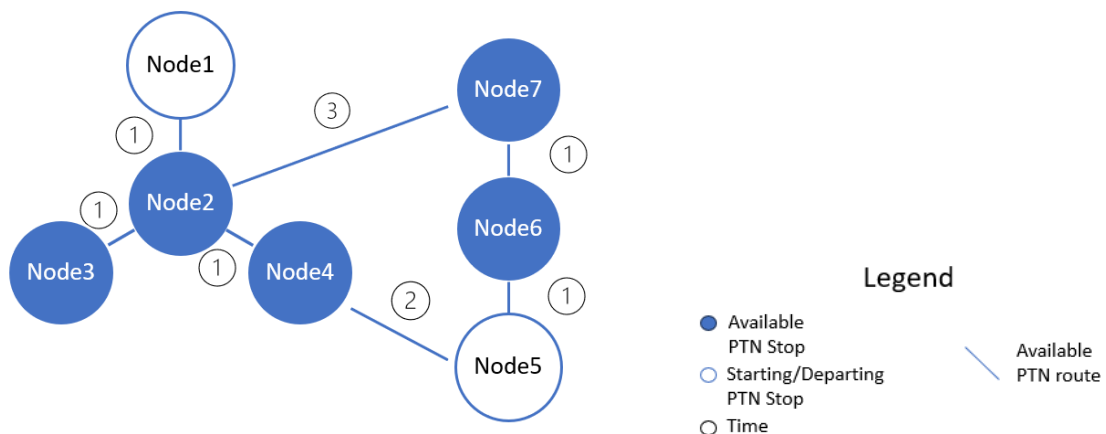 Node1
1
3
Node7
1
Node2
1
Node6
1
Node3
Node4
2
1
Node5
Legend
Available
PTN Stop
Starting/Departing
PTN Stop
Time
Available
PTN route